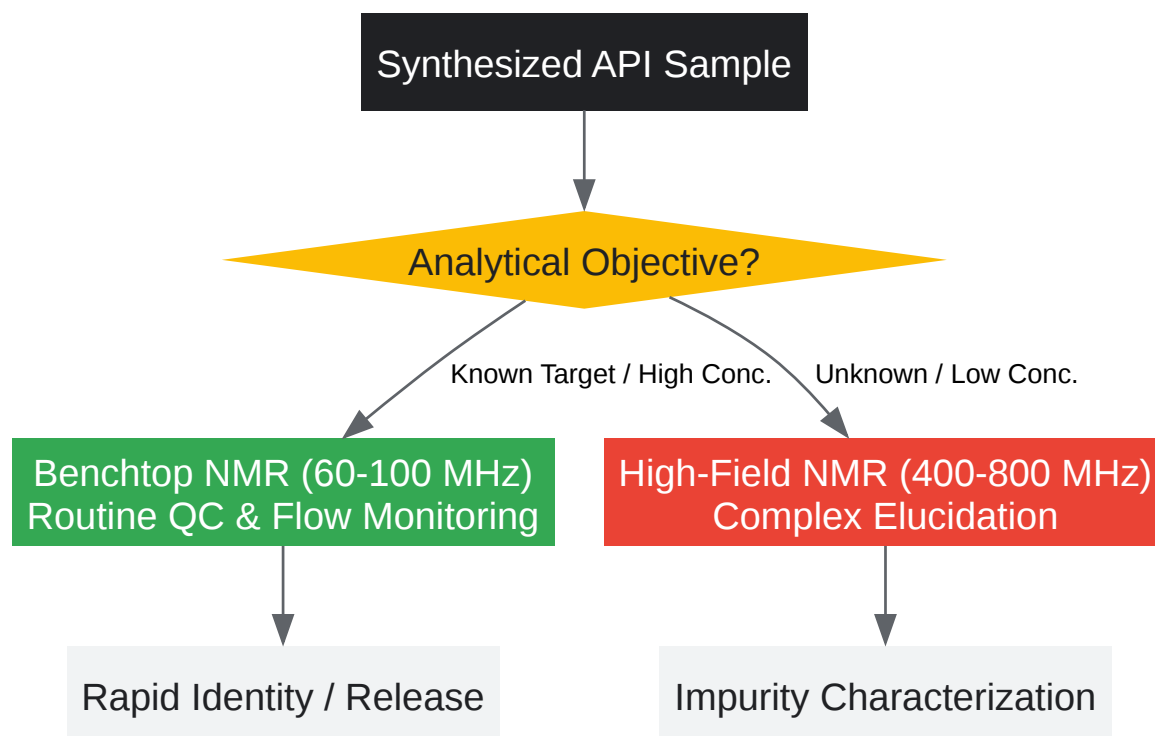 Synthesized API Sample
Analytical Objective?
Known Target / High Conc.
Unknown / Low Conc.
Benchtop NMR (60-100 MHz)
Routine QC & Flow Monitoring
High-Field NMR (400-800 MHz)
Complex Elucidation
Rapid Identity / Release
Impurity Characterization